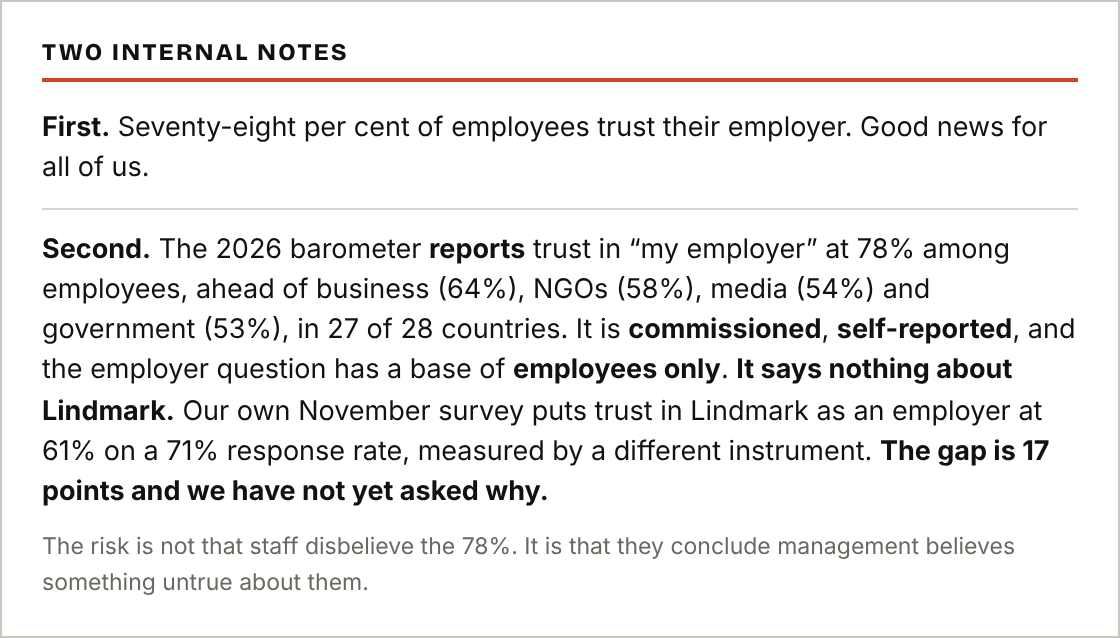 TWO INTERNAL NOTES
First. Seventy-eight per cent of employees trust their employer. Good news for
all of us.
Second. The 2026 barometer reports trust in “my employer” at 78% among
employees, ahead of business (64%), NGOs (58%), media (54%) and
government (53%), in 27 of 28 countries. It is commissioned, self-reported, and
the employer question has a base of employees only. It says nothing about
Lindmark. Our own November survey puts trust in Lindmark as an employer at
61% on a 71% response rate, measured by a different instrument. The gap is 17
points and we have not yet asked why.
The risk is not that staff disbelieve the 78%. It is that they conclude management believes
something untrue about them.